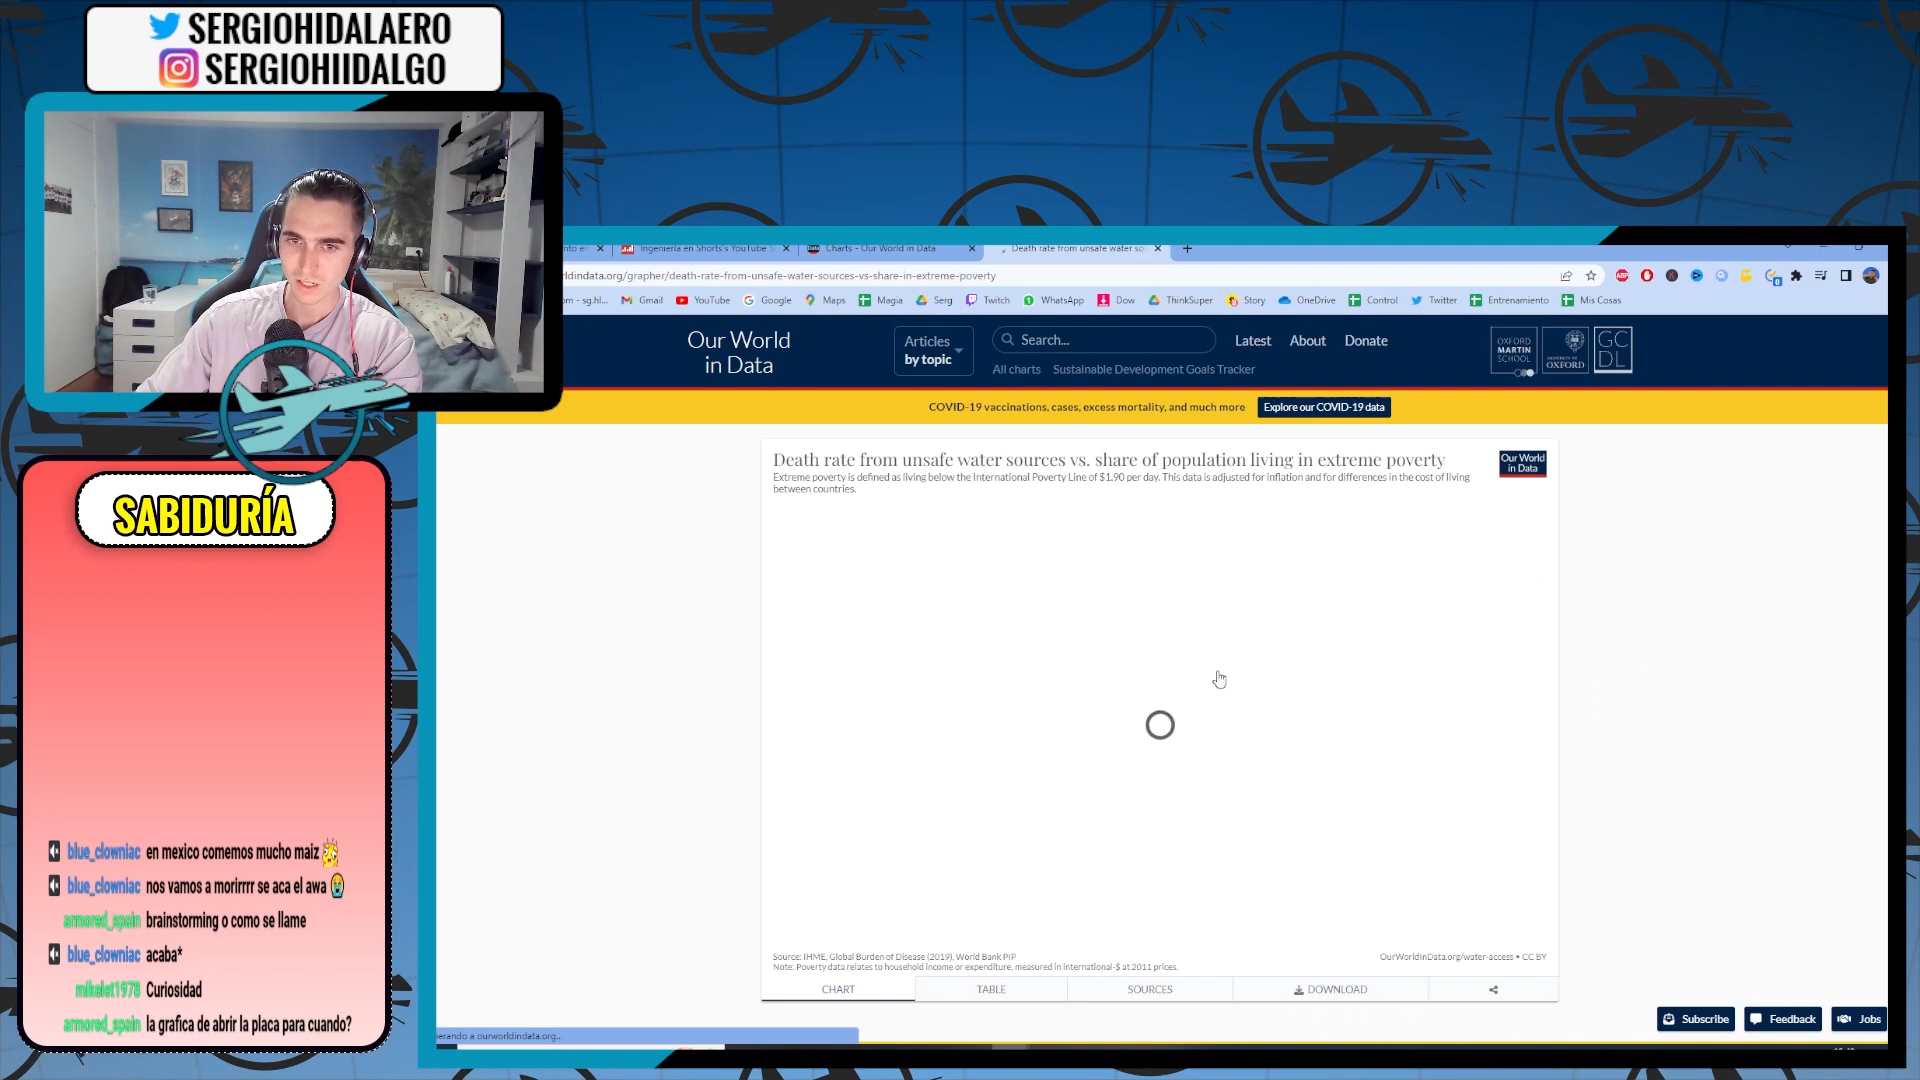 SERGIOHIDALAERO
SERGIOHIIDALGO
Ingeniería en Shorts's YouTube S
Charts - Our World in Data
Death rate from unsafe water so
ldindata.org/grapher/death-rate-from-unsafe-water-sources-vs-share-in-extreme-poverty
om - sg.hl... Gmail YouTube Google Maps Magia Serg Twitch WhatsApp Dow ThinkSuper Story OneDrive Control Twitter Entrenamiento Mis Cosas
Our World
in Data
Articles
by topic
Search...
Latest About Donate
All charts Sustainable Development Goals Tracker
OXFORD
MARTIN
SCHOOL
UNIVERSITY OF
OXFORD
GC
DL
COVID-19 vaccinations, cases, excess mortality, and much more Explore our COVID-19 data
Death rate from unsafe water sources vs. share of population living in extreme poverty
Extreme poverty is defined as living below the International Poverty Line of $1.90 per day. This data is adjusted for inflation and for differences in the cost of living
between countries.
Our World
in Data
Source: IHME, Global Burden of Disease (2019), World Bank PIP
OurWorldInData.org/water-access • CC BY
Note: Poverty data relates to household income or expenditure, measured in international-$ at 2011 prices.
CHART TABLE SOURCES DOWNLOAD
Subscribe Feedback Jobs
erando a ourworldindata.org...
SABIDURÍA
blue_clowniac en mexico comemos mucho maiz
blue_clowniac nos vamos a morirrrr se aca el awa
armored_spain brainstorming o como se llame
blue_clowniac acaba*
mikelet1978 Curiosidad
armored_spain la grafica de abrir la placa para cuando?